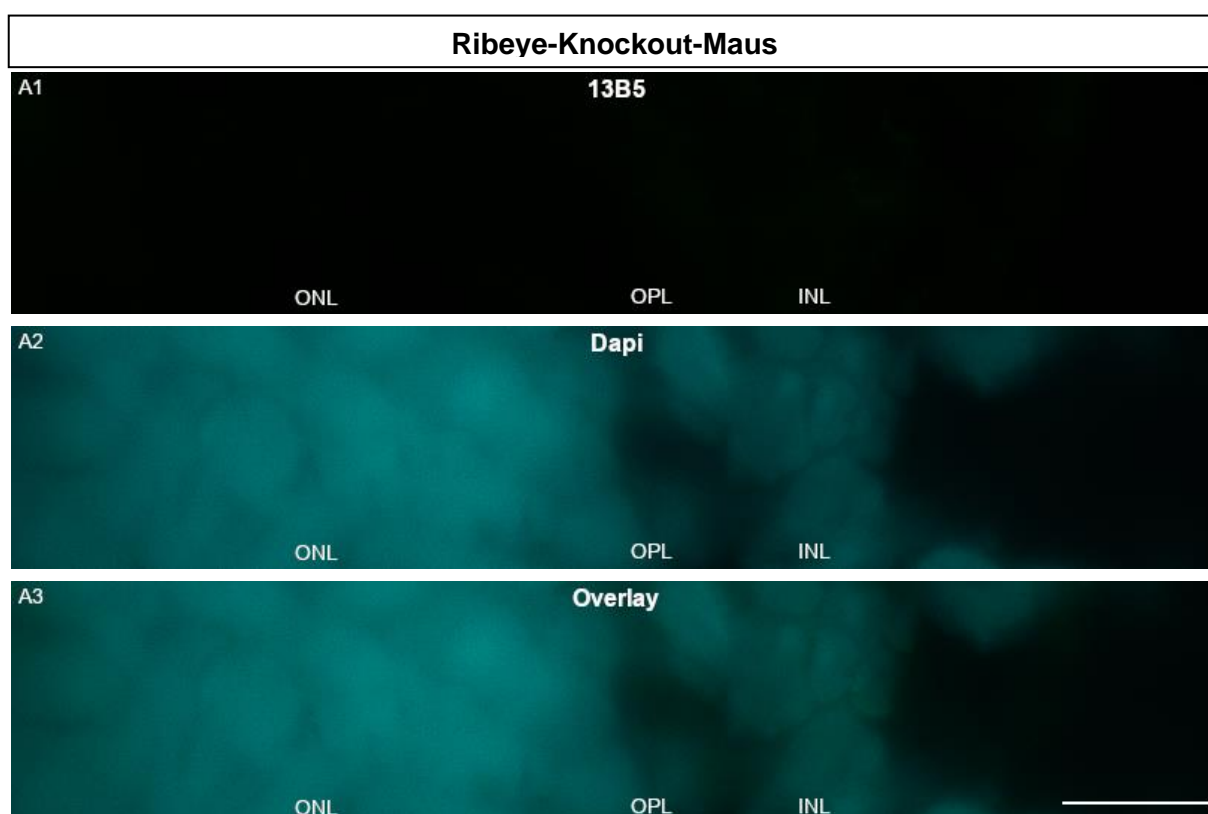 Ribeye-Knockout-Maus
A1
13B5
ONL
OPL
INL
A2
Dapi
ONL
OPL
INL
A3
Overlay
ONL
OPL
INL